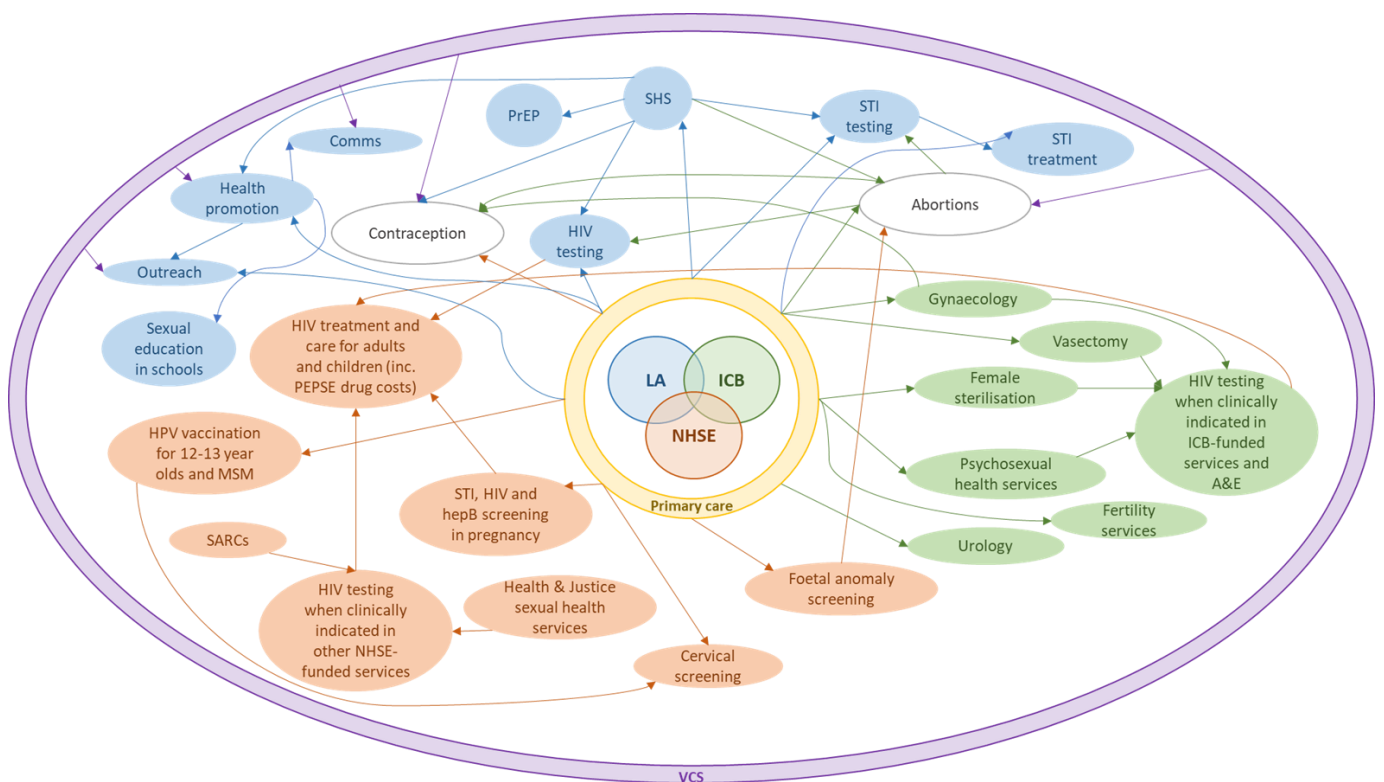 SHS
PrEP
STI
testing
Comms
STI
treatment
Health
promotion
Contraception
HIV
testing
Abortions
Outreach
Sexual
education
in schools
HIV treatment and
care for adults
and children (inc.
PEPSE drug costs)
Gynaecology
Vasectomy
LA
ICB
NHSE
Primary care
Female
sterilisation
HIV testing
when clinically
indicated in
ICB-funded
services and
A&E
HPV vaccination
for 12-13 year
olds and MSM
Psychosexual
health services
STI, HIV and
hepB screening
in pregnancy
Fertility
services
SARCs
Urology
HIV testing
when clinically
indicated in
other NHSE-
funded services
Health & Justice
sexual health
services
Foetal anomaly
screening
Cervical
screening
VCS